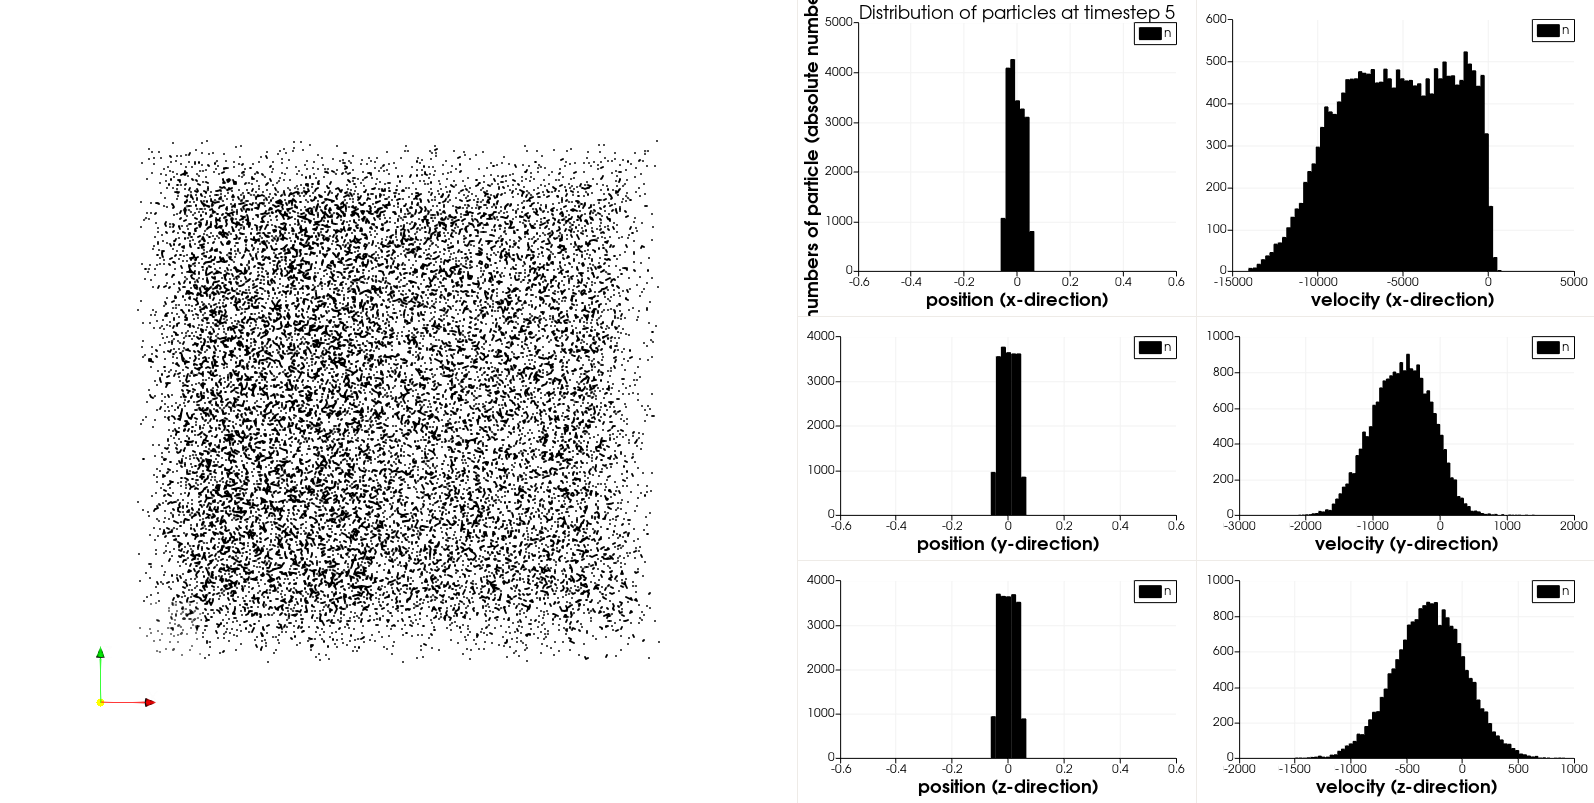 Distribution of particles at timestep 5
numbers of particle (absolute numbe
5000
4000
3000
2000
1000
0
-0.6 -0.4 -0.2 0 0.2 0.4 0.6
position (x-direction)
n
600
500
400
300
200
100
0
-15000 -10000 -5000 0 5000
velocity (x-direction)
n
4000
3000
2000
1000
0
-0.6 -0.4 -0.2 0 0.2 0.4 0.6
position (y-direction)
n
1000
800
600
400
200
0
-3000 -2000 -1000 0 1000 2000
velocity (y-direction)
n
4000
3000
2000
1000
0
-0.6 -0.4 -0.2 0 0.2 0.4 0.6
position (z-direction)
n
1000
800
600
400
200
0
-2000 -1500 -1000 -500 0 500 1000
velocity (z-direction)
n